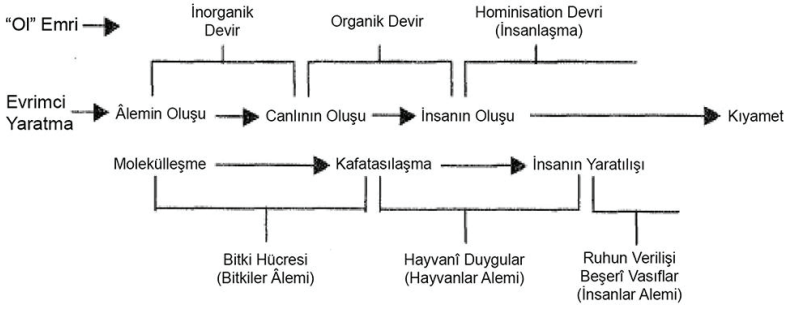 "Ol" Emri
İnorganik
Devir
Organik Devir
Hominisation Devri
(İnsanlaşma)
Evrimci
Yaratma
Âlemin Oluşu
Canlının Oluşu
İnsanın Oluşu
Kıyamet
Molekülleşme
Kafatasılaşma
İnsanın Yaratılışı
Bitki Hücresi
(Bitkiler Âlemi)
Hayvanî Duygular
(Hayvanlar Alemi)
Ruhun Verilişi
Beşerî Vasıflar
(İnsanlar Alemi)